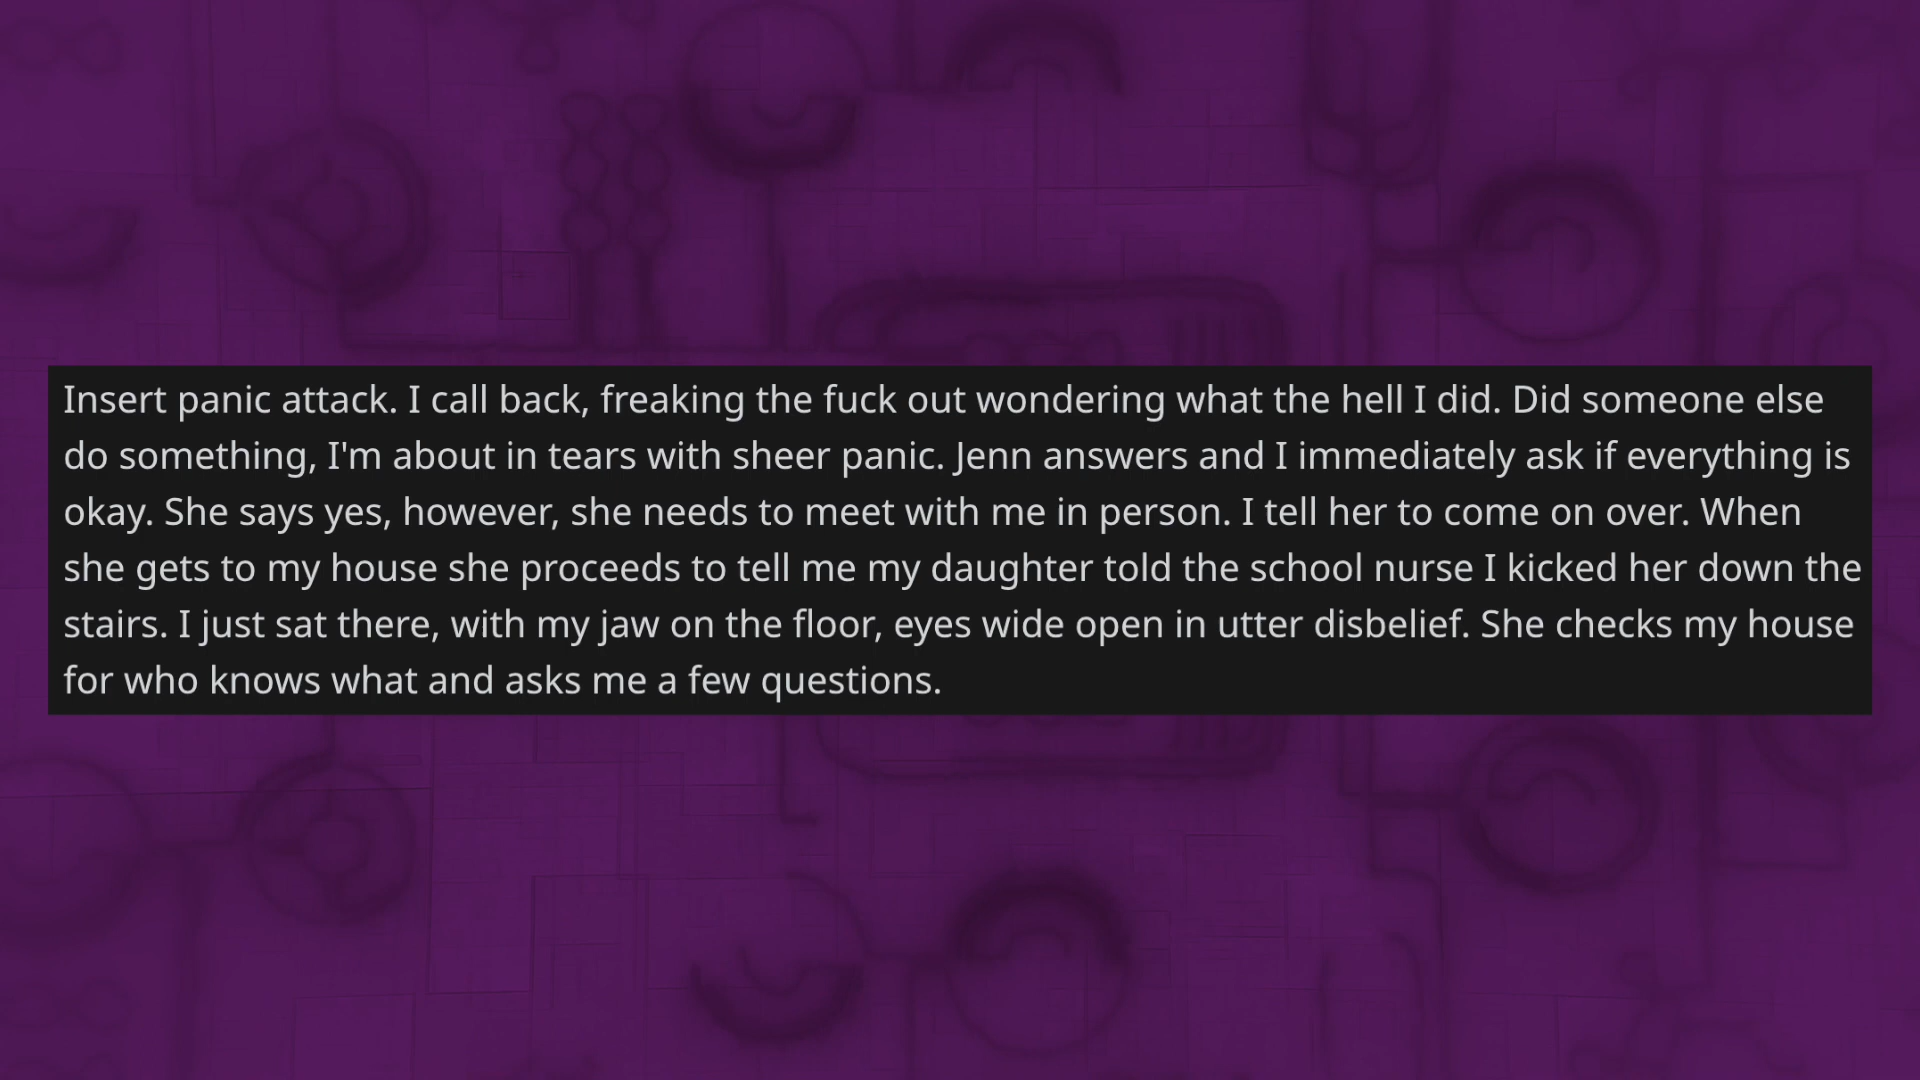 Insert panic attack. I call back, freaking the fuck out wondering what the hell I did. Did someone else
do something, I'm about in tears with sheer panic. Jenn answers and I immediately ask if everything is
okay. She says yes, however, she needs to meet with me in person. I tell her to come on over. When
she gets to my house she proceeds to tell me my daughter told the school nurse I kicked her down the
stairs. I just sat there, with my jaw on the floor, eyes wide open in utter disbelief. She checks my house
for who knows what and asks me a few questions.